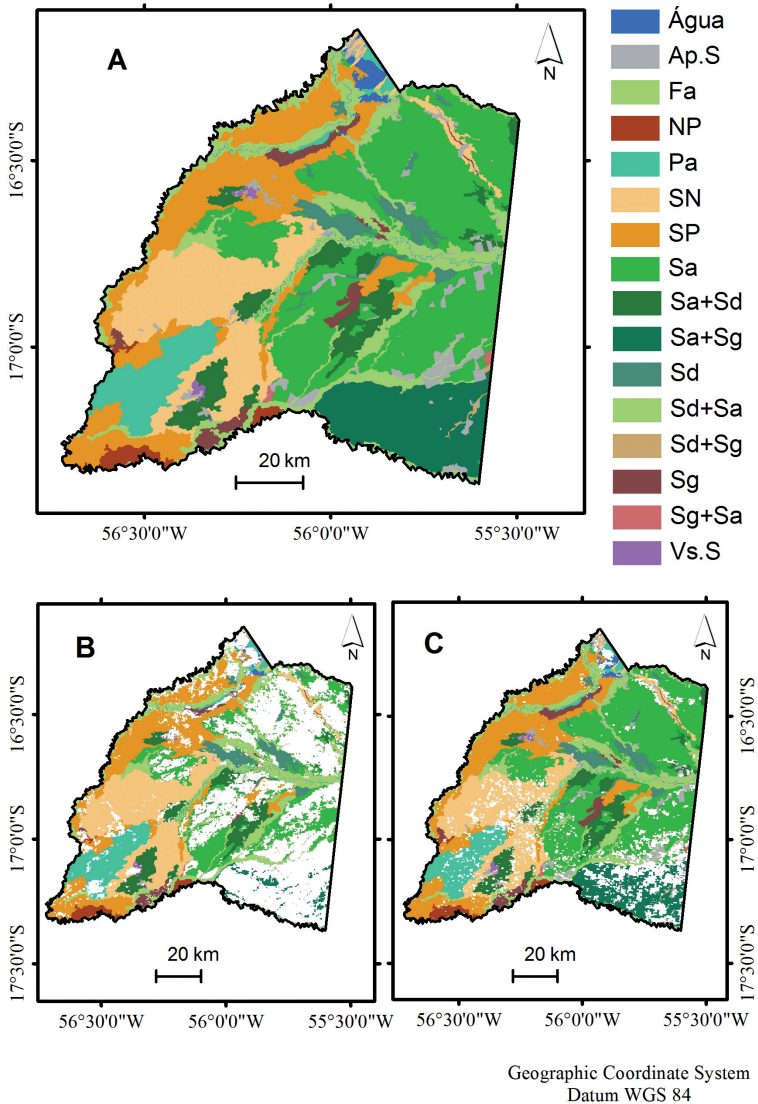 A
N
16°30'0"S
17°0'0"S
20 km
56°30'0"W
56°0'0"W
55°30'0"W
Água
Ap.S
Fa
NP
Pa
SN
SP
Sa
Sa+Sd
Sa+Sg
Sd
Sd+Sa
Sd+Sg
Sg
Sg+Sa
Vs.S
B
N
16°30'0"S
17°0'0"S
17°30'0"S
20 km
56°30'0"W
56°0'0"W
55°30'0"W
C
N
16°30'0"S
17°0'0"S
17°30'0"S
20 km
56°30'0"W
56°0'0"W
55°30'0"W
Geographic Coordinate System
Datum WGS 84